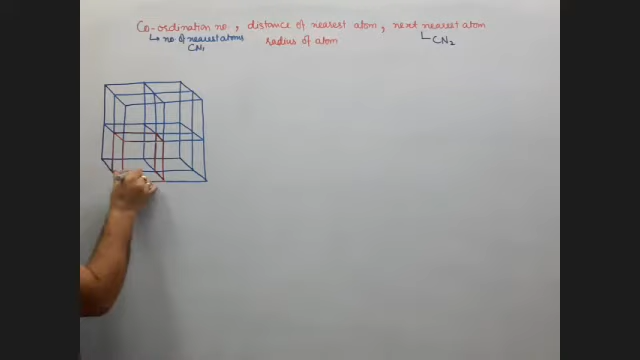 Co-ordination no., distance of nearest atom, next nearest atom
↳ no. of nearest atoms radius of atom CN₂
CN₁